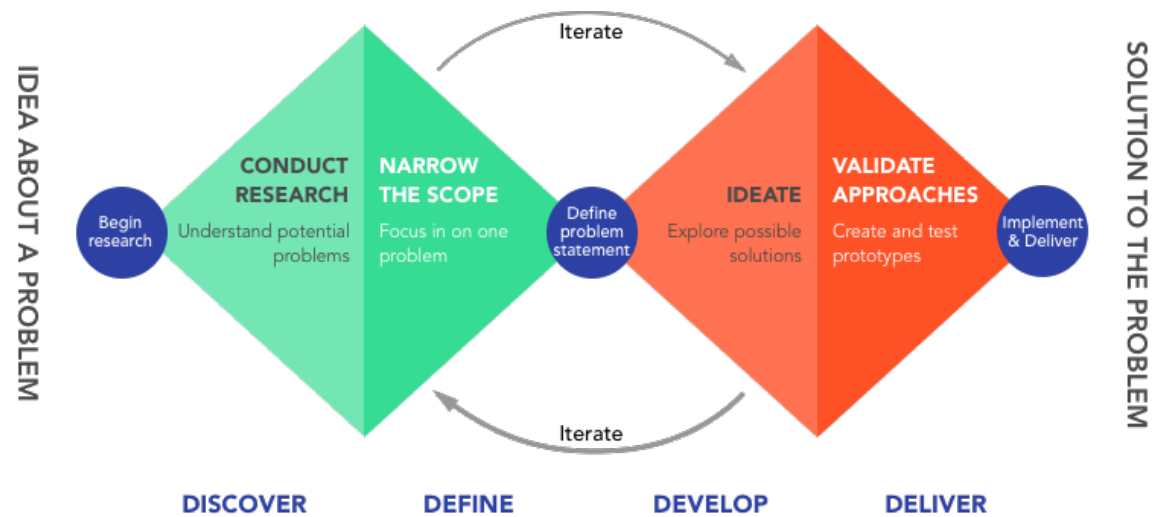 IDEA ABOUT A PROBLEM
Iterate
CONDUCT
RESEARCH
Understand potential
problems
NARROW
THE SCOPE
Focus in on one
problem
IDEATE
Explore possible
solutions
VALIDATE
APPROACHES
Create and test
prototypes
Begin
research
Define
problem
statement
Implement
& Deliver
Iterate
SOLUTION TO THE PROBLEM
DISCOVER
DEFINE
DEVELOP
DELIVER